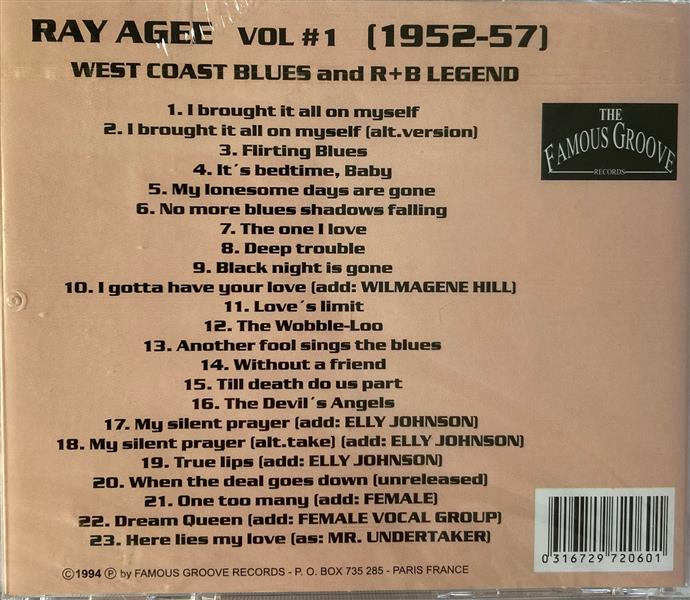 RAY AGEE VOL #1 (1952-57)
WEST COAST BLUES and R+B LEGEND
1. I brought it all on myself
2. I brought it all on myself (alt.version)
3. Flirting Blues
4. It´s bedtime, Baby
5. My lonesome days are gone
6. No more blues shadows falling
7. The one I love
8. Deep trouble
9. Black night is gone
10. I gotta have your love (add: WILMAGENE HILL)
11. Love´s limit
12. The Wobble-Loo
13. Another fool sings the blues
14. Without a friend
15. Till death do us part
16. The Devil´s Angels
17. My silent prayer (add: ELLY JOHNSON)
18. My silent prayer (alt.take) (add: ELLY JOHNSON)
19. True lips (add: ELLY JOHNSON)
20. When the deal goes down (unreleased)
21. One too many (add: FEMALE)
22. Dream Queen (add: FEMALE VOCAL GROUP)
23. Here lies my love (as: MR. UNDERTAKER)
THE
FAMOUS GROOVE
RECORDS
0 316729 720601
©1994 ℗ by FAMOUS GROOVE RECORDS - P. O. BOX 735 285 - PARIS FRANCE